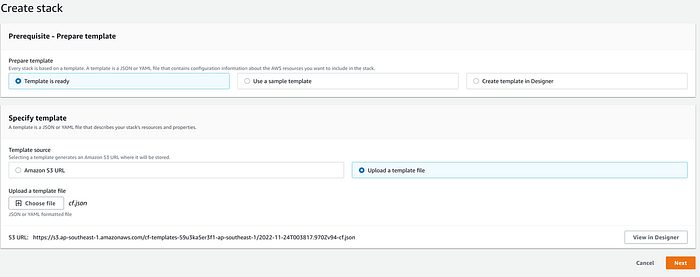 Create stack
Prerequisite - Prepare template
Prepare template
Every stack is based on a template. A template is a JSON or YAML file that contains configuration information about the AWS resources you want to include in the stack.
Template is ready
Use a sample template
Create template in Designer
Specify template
A template is a JSON or YAML file that describes your stack's resources and properties.
Template source
Selecting a template generates an Amazon S3 URL where it will be stored.
Amazon S3 URL
Upload a template file
Upload a template file
Choose file cf.json
JSON or YAML formatted file
S3 URL: https://s3.ap-southeast-1.amazonaws.com/cf-templates-59u3ka5er3f1-ap-southeast-1/2022-11-24T003817.970Zv94-cf.json
View in Designer
Cancel
Next